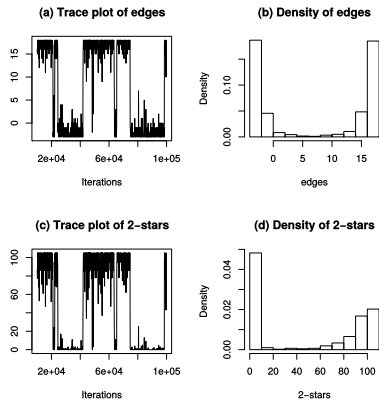 (a) Trace plot of edges
15
10
5
0
2e+04 6e+04 1e+05
Iterations
(b) Density of edges
Density
0.10
0.00
0 5 10 15
edges
(c) Trace plot of 2−stars
100
60
20
0
2e+04 6e+04 1e+05
Iterations
(d) Density of 2−stars
Density
0.04
0.02
0.00
0 20 40 60 80 100
2−stars